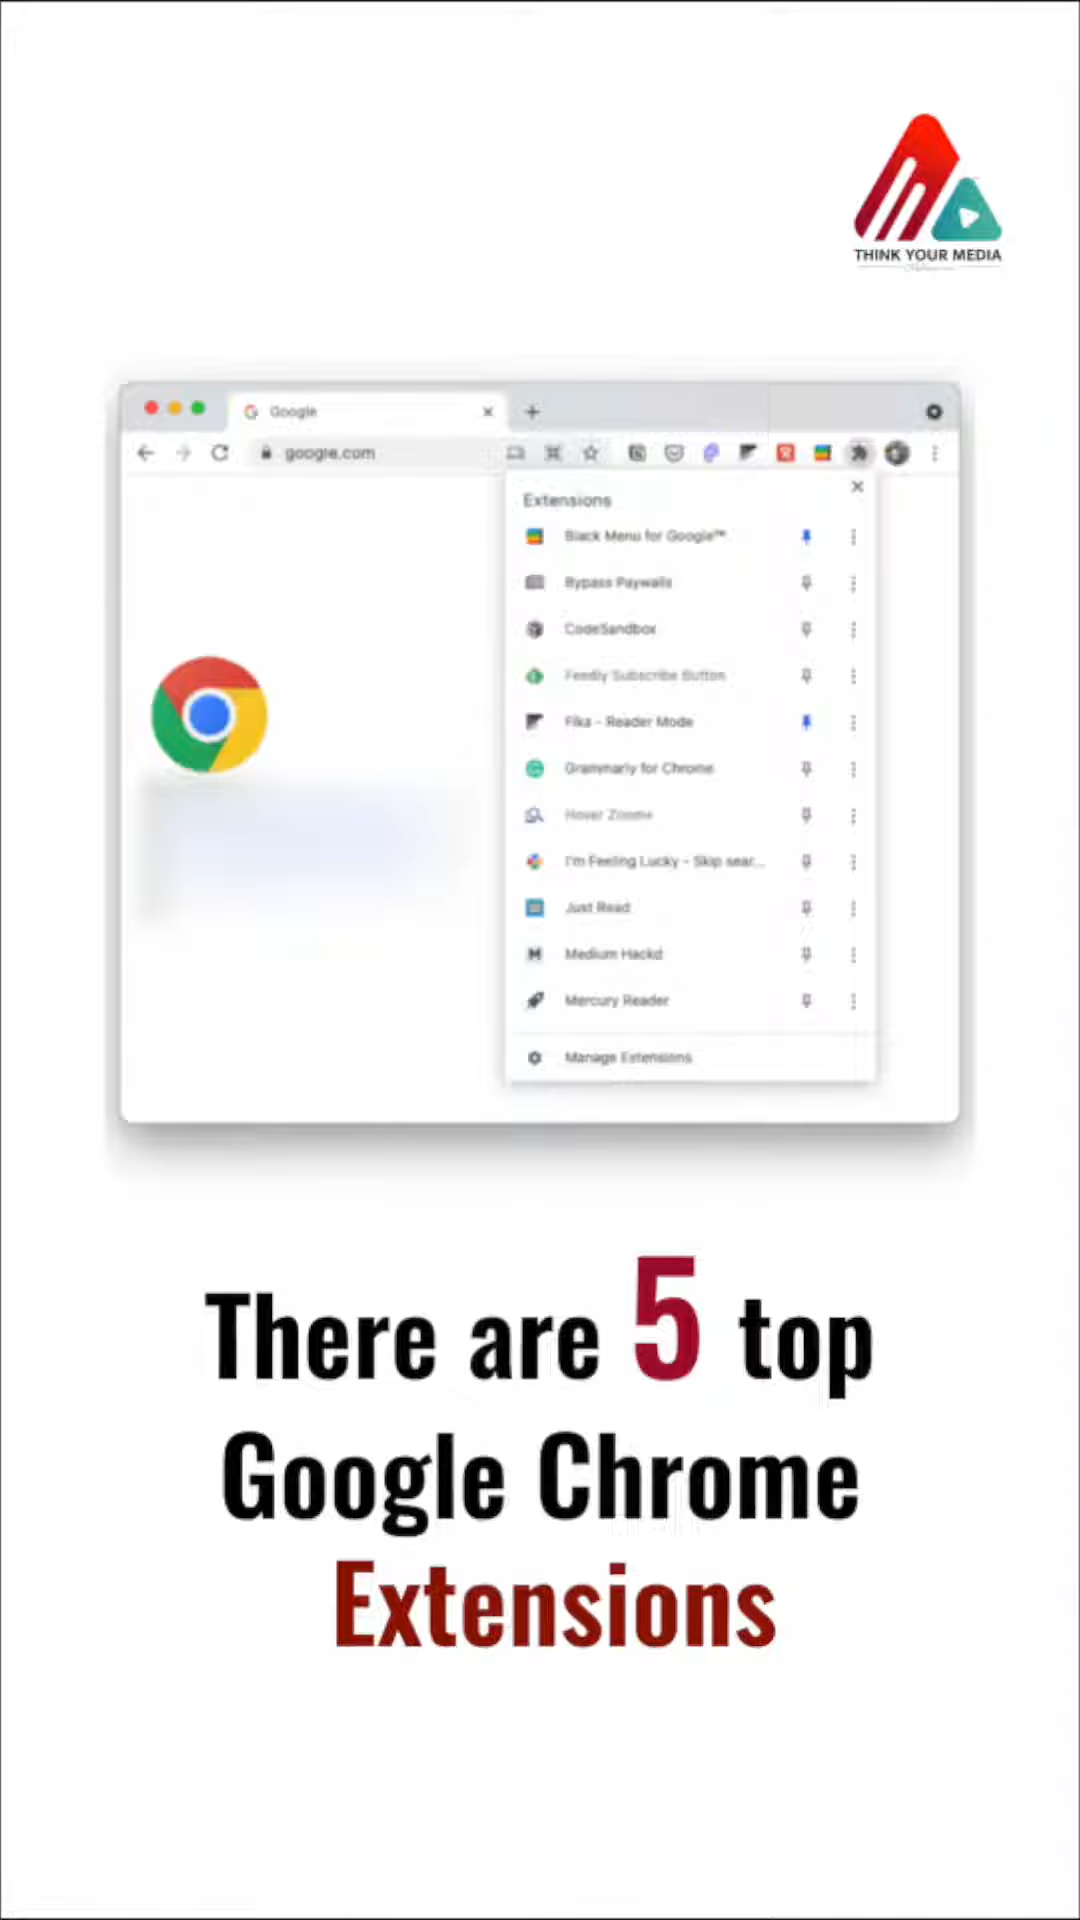 THINK YOUR MEDIA
Google
google.com
Extensions
Black Menu for Google™
Bypass Paywalls
CodeSandbox
Feedly Subscribe Button
Fika - Reader Mode
Grammarly for Chrome
Hover Zoom+
I'm Feeling Lucky - Skip sear...
Just Read
Medium Hackd
Mercury Reader
Manage Extensions
There are 5 top
Google Chrome
Extensions